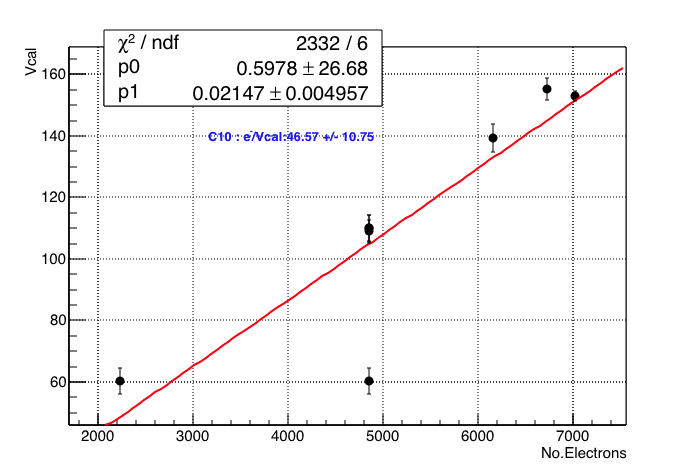 χ² / ndf 2332 / 6
p0 0.5978 ± 26.68
p1 0.02147 ± 0.004957
Vcal
C10 : e⁻/Vcal:46.57 +/- 10.75
160
140
120
100
80
60
2000 3000 4000 5000 6000 7000
No.Electrons